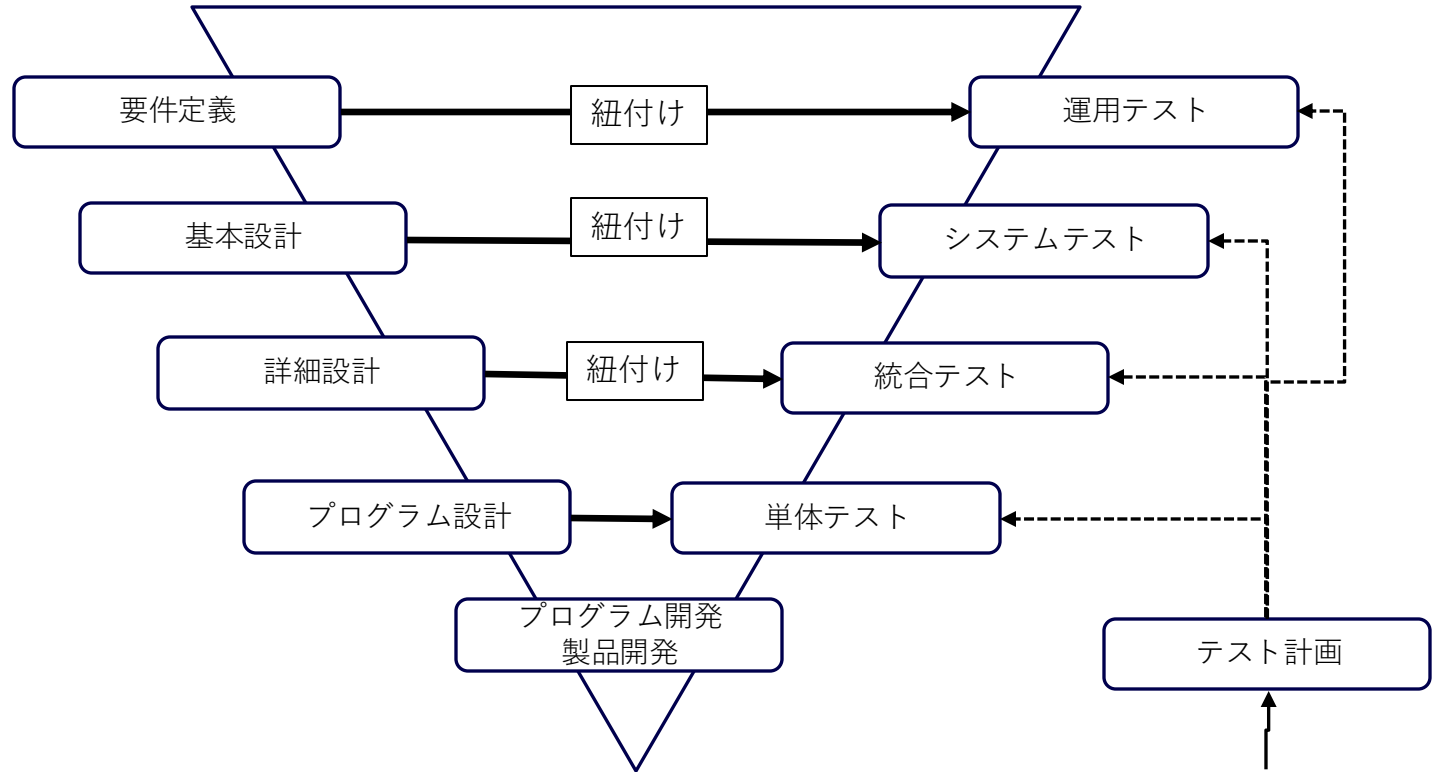 要件定義
紐付け
運用テスト
基本設計
紐付け
システムテスト
詳細設計
紐付け
統合テスト
プログラム設計
単体テスト
プログラム開発
製品開発
テスト計画